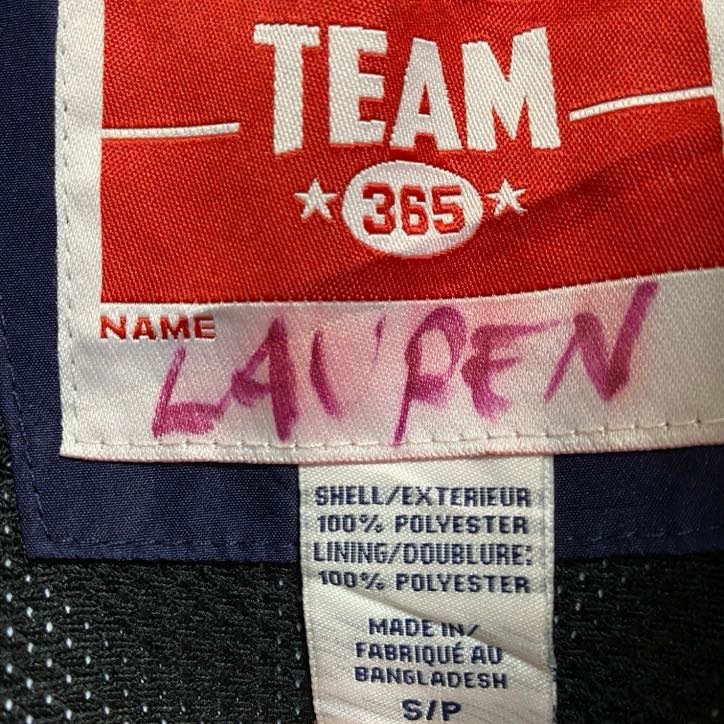 TEAM
365
NAME LAUREN
SHELL/EXTERIEUR
100% POLYESTER
LINING/DOUBLURE:
100% POLYESTER
MADE IN/
FABRIQUÉ AU
BANGLADESH
S/P